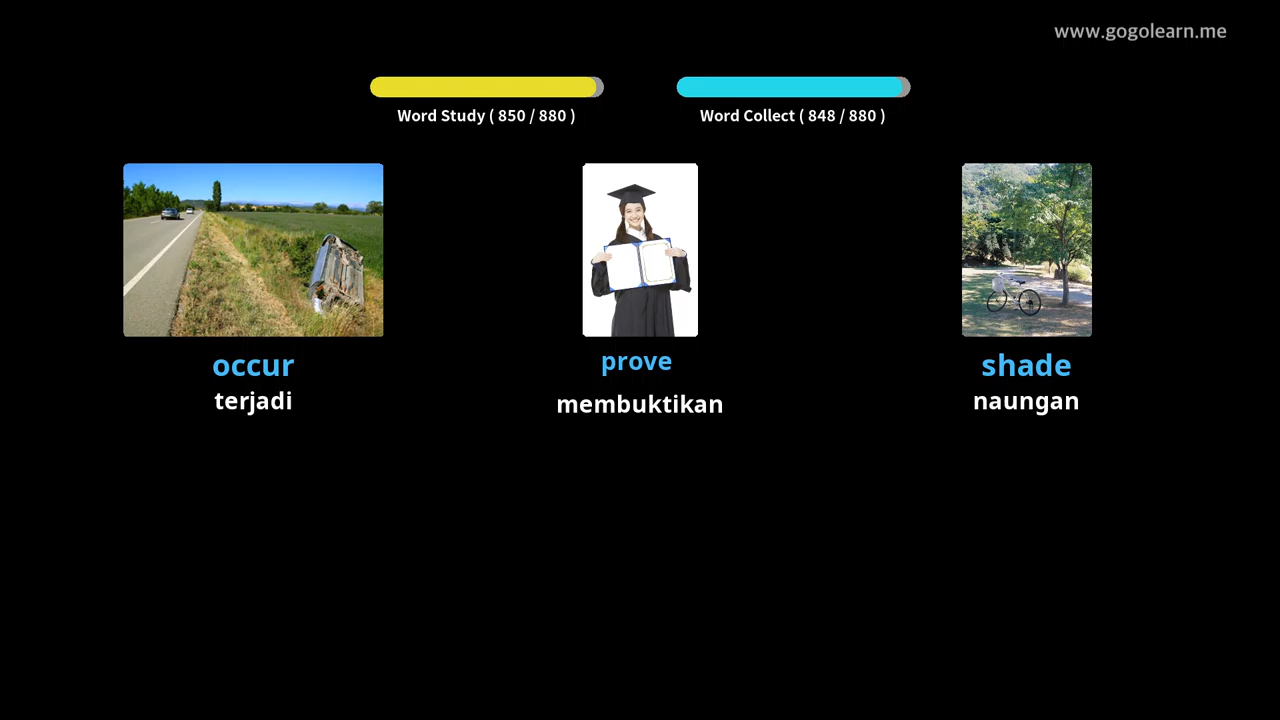 www.gogolearn.me
Word Study ( 850 / 880 )
Word Collect ( 848 / 880 )
occur
terjadi
prove
membuktikan
shade
naungan